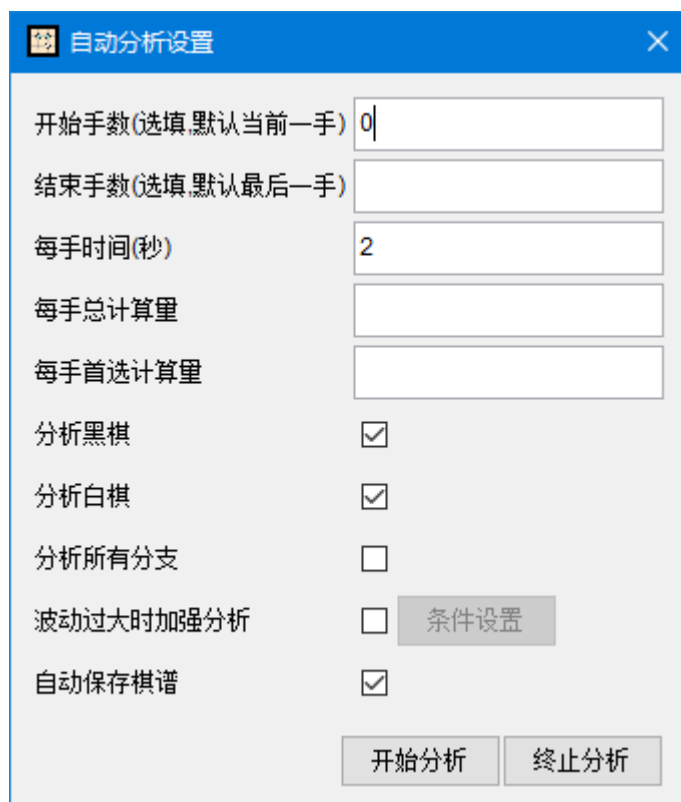 自动分析设置
开始手数(选填,默认当前一手) 0
结束手数(选填,默认最后一手)
每手时间(秒) 2
每手总计算量
每手首选计算量
分析黑棋
分析白棋
分析所有分支
波动过大时加强分析 条件设置
自动保存棋谱
开始分析 终止分析